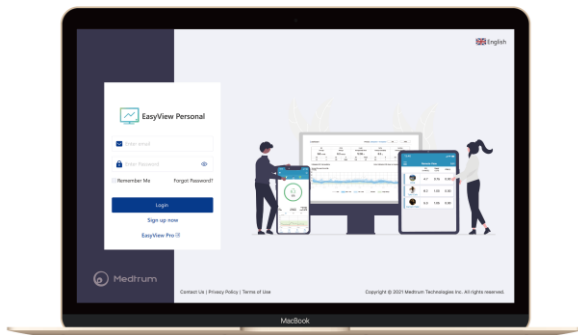 English
EasyView Personal
Enter email
Enter Password
Remember Me
Forgot Password?
Login
Sign up now
EasyView Pro
Medtrum
Contact Us | Privacy Policy | Terms of Use
Copyright © 2021 Medtrum Technologies Inc. All rights reserved.
MacBook